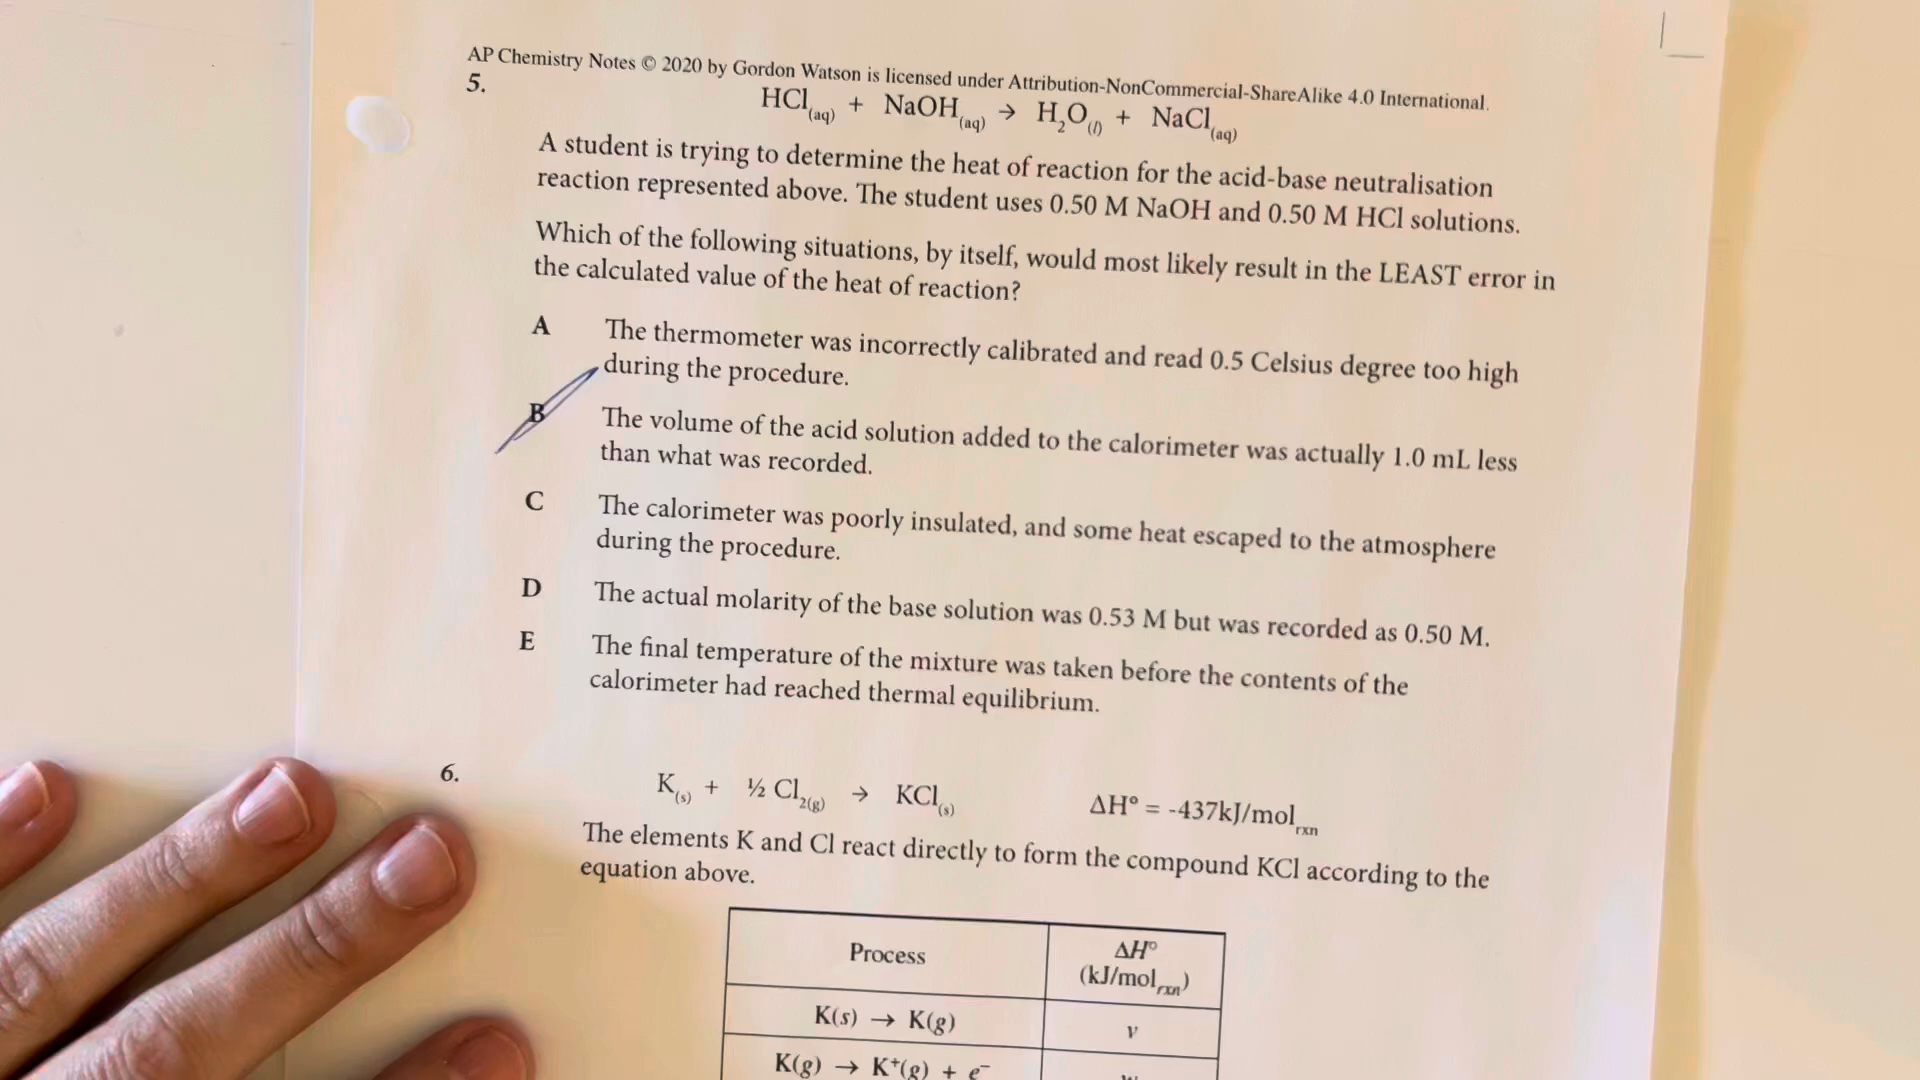 AP Chemistry Notes © 2020 by Gordon Watson is licensed under Attribution-NonCommercial-ShareAlike 4.0 International.
5.
HCl(aq) + NaOH(aq) → H2O(l) + NaCl(aq)
A student is trying to determine the heat of reaction for the acid-base neutralisation
reaction represented above. The student uses 0.50 M NaOH and 0.50 M HCl solutions.
Which of the following situations, by itself, would most likely result in the LEAST error in
the calculated value of the heat of reaction?
A The thermometer was incorrectly calibrated and read 0.5 Celsius degree too high
during the procedure.
B The volume of the acid solution added to the calorimeter was actually 1.0 mL less
than what was recorded.
C The calorimeter was poorly insulated, and some heat escaped to the atmosphere
during the procedure.
D The actual molarity of the base solution was 0.53 M but was recorded as 0.50 M.
E The final temperature of the mixture was taken before the contents of the
calorimeter had reached thermal equilibrium.
6.
K(s) + ½ Cl2(g) → KCl(s) ΔH° = -437kJ/molrxn
The elements K and Cl react directly to form the compound KCl according to the
equation above.
Process ΔH°
(kJ/molrxn)
K(s) → K(g) v
K(g) → K⁺(g) + e⁻